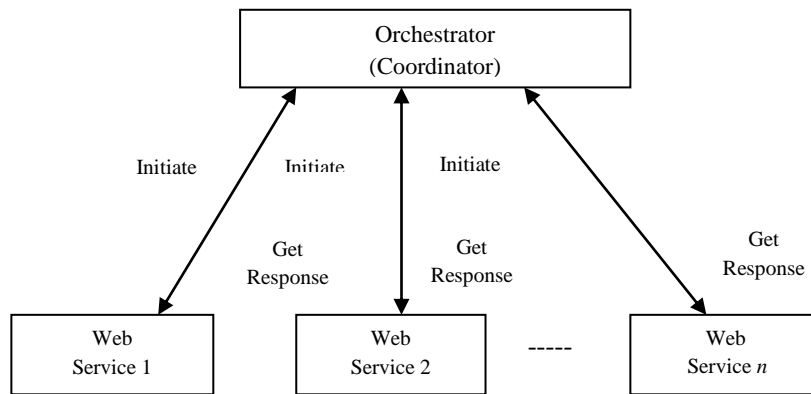 Orchestrator
(Coordinator)
Initiate
Initiate
Initiate
Get
Response
Get
Response
Get
Response
Web
Service 1
Web
Service 2
-----
Web
Service n